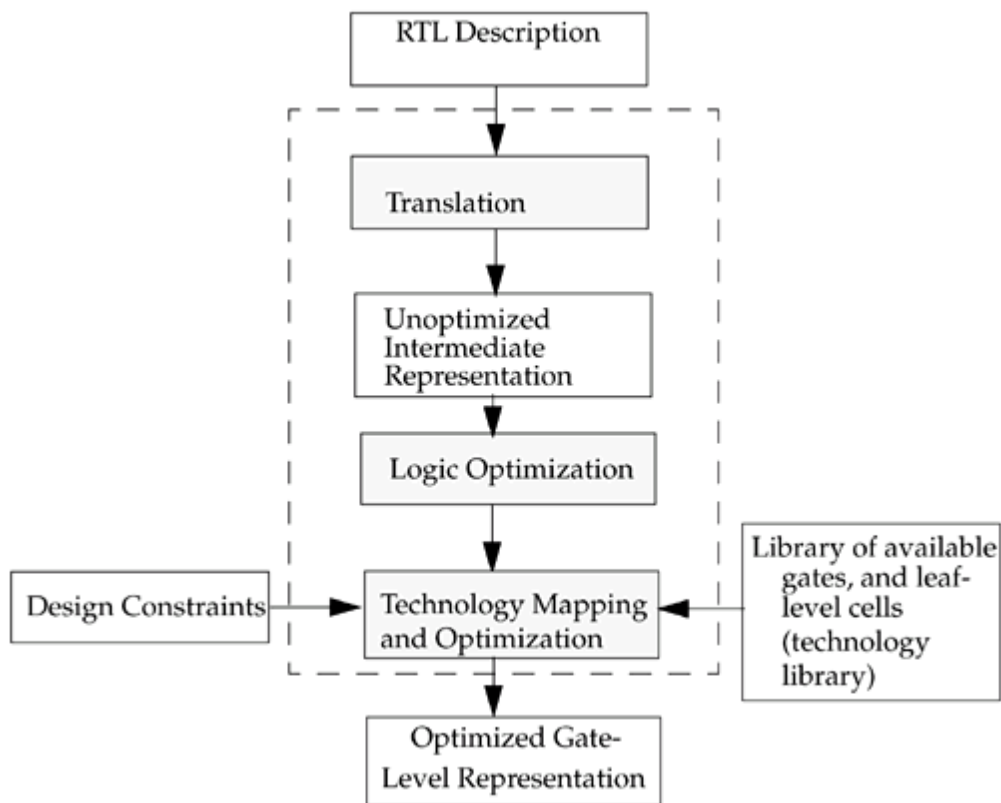 RTL Description
Translation
Unoptimized
Intermediate
Representation
Logic Optimization
Design Constraints
Technology Mapping
and Optimization
Library of available
gates, and leaf-
level cells
(technology
library)
Optimized Gate-
Level Representation